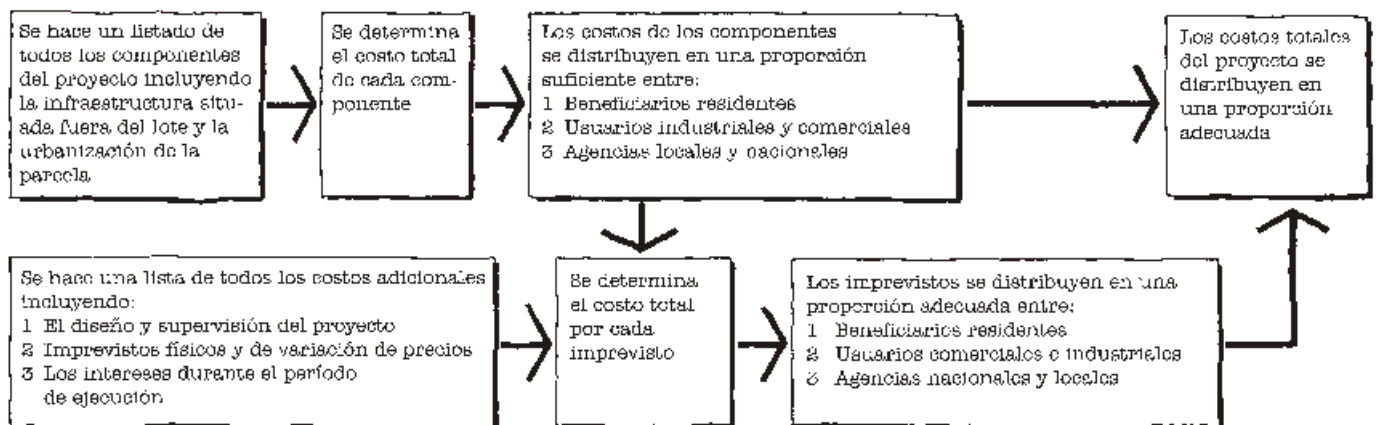 Se hace un listado de
todos los componentes
del proyecto incluyendo
la infraestructura situ-
ada fuera del lote y la
urbanización de la
parcela
Se determina
el costo total
de cada com-
ponente
Los costos de los componentes
se distribuyen en una proporción
suficiente entre:
1 Beneficiarios residentes
2 Usuarios industriales y comerciales
3 Agencias locales y nacionales
Los costos totales
del proyecto se
distribuyen en
una proporción
adecuada
Se hace una lista de todos los costos adicionales
incluyendo:
1 El diseño y supervisión del proyecto
2 Imprevistos físicos y de variación de precios
3 Los intereses durante el período
de ejecución
Se determina
el costo total
por cada
imprevisto
Los imprevistos se distribuyen en una
proporción adecuada entre:
1 Beneficiarios residentes
2 Usuarios comerciales e industriales
3 Agencias nacionales y locales